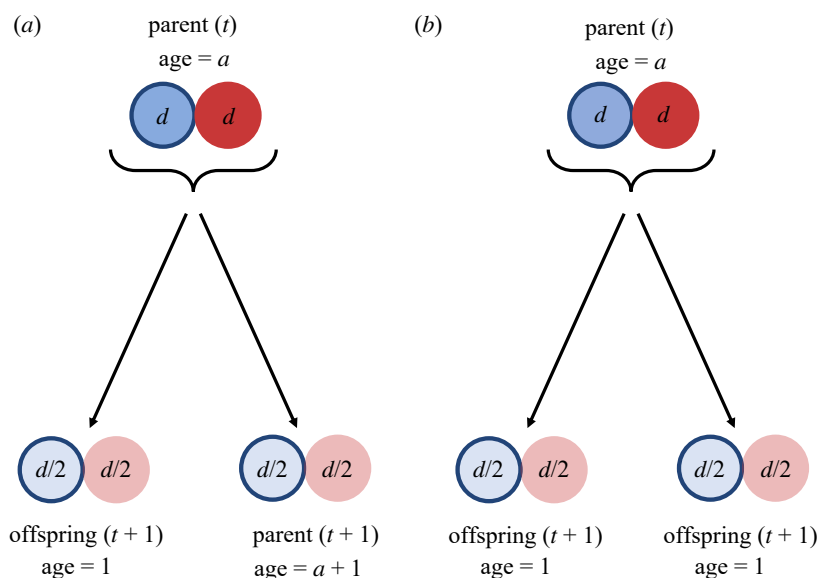 (a)
parent (t)
age = a
d
d
d/2
d/2
d/2
d/2
offspring (t + 1)
age = 1
parent (t + 1)
age = a + 1
(b)
parent (t)
age = a
d
d
d/2
d/2
d/2
d/2
offspring (t + 1)
age = 1
offspring (t + 1)
age = 1